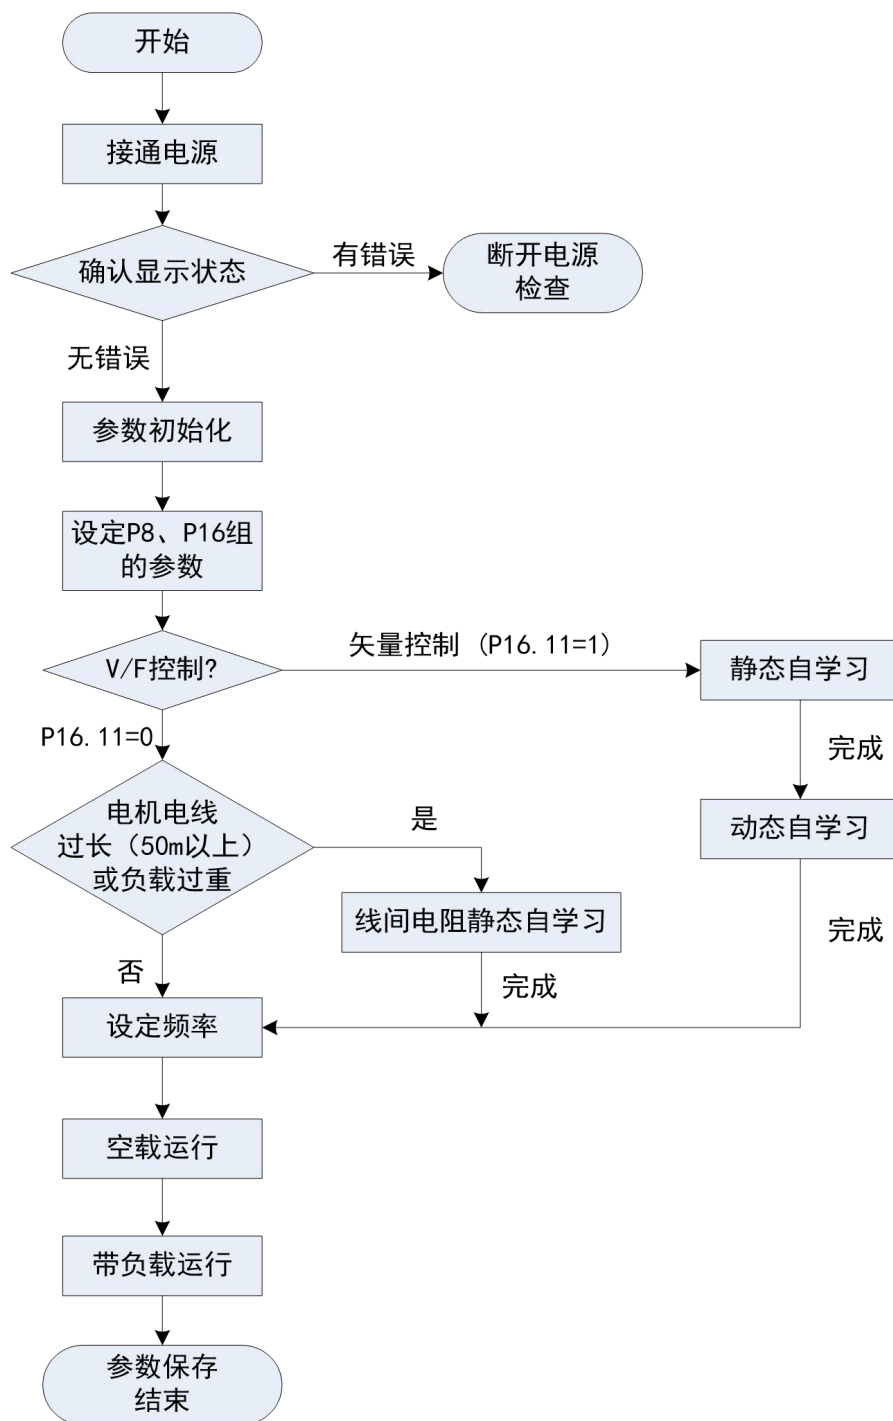 开始
接通电源
确认显示状态
有错误
断开电源
检查
无错误
参数初始化
设定P8、P16组
的参数
V/F控制?
矢量控制 (P16.11=1)
静态自学习
P16.11=0
完成
电机电线
过长（50m以上）
或负载过重
是
动态自学习
线间电阻静态自学习
完成
否
完成
设定频率
空载运行
带负载运行
参数保存
结束